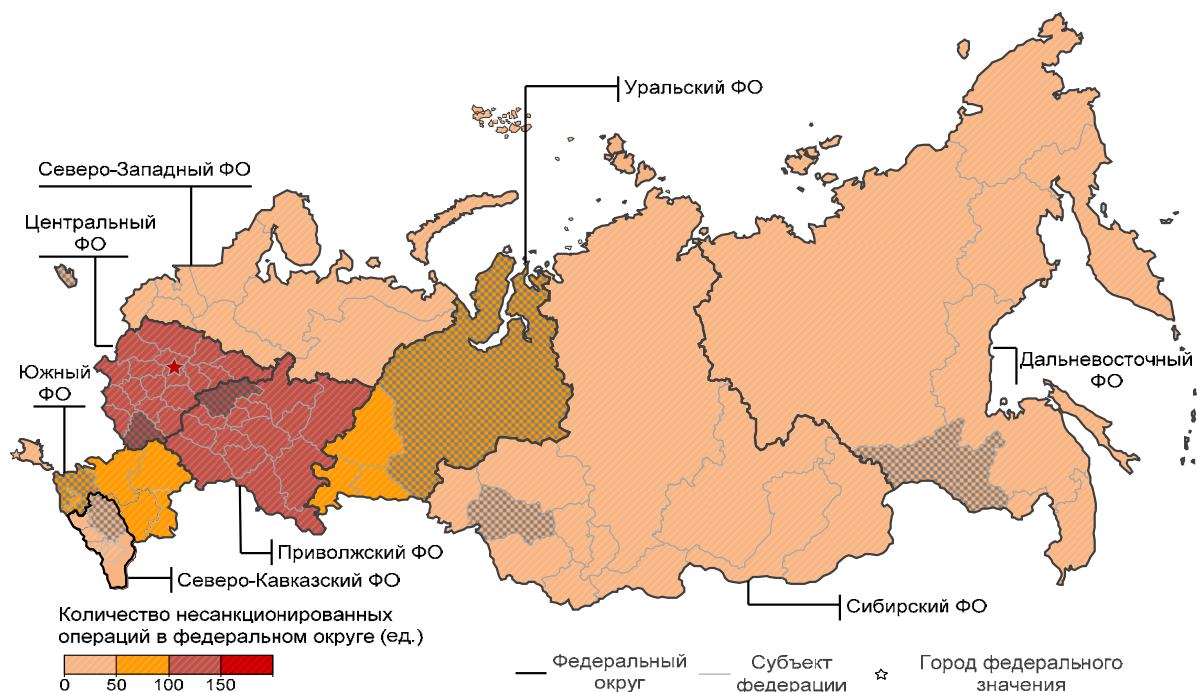 Уральский ФО
Северо-Западный ФО
Центральный
ФО
Южный
ФО
Дальневосточный
ФО
Приволжский ФО
Северо-Кавказский ФО
Сибирский ФО
Количество несанкционированных
операций в федеральном округе (ед.)
0 50 100 150
Федеральный
округ
Субъект
федерации
Город федерального
значения